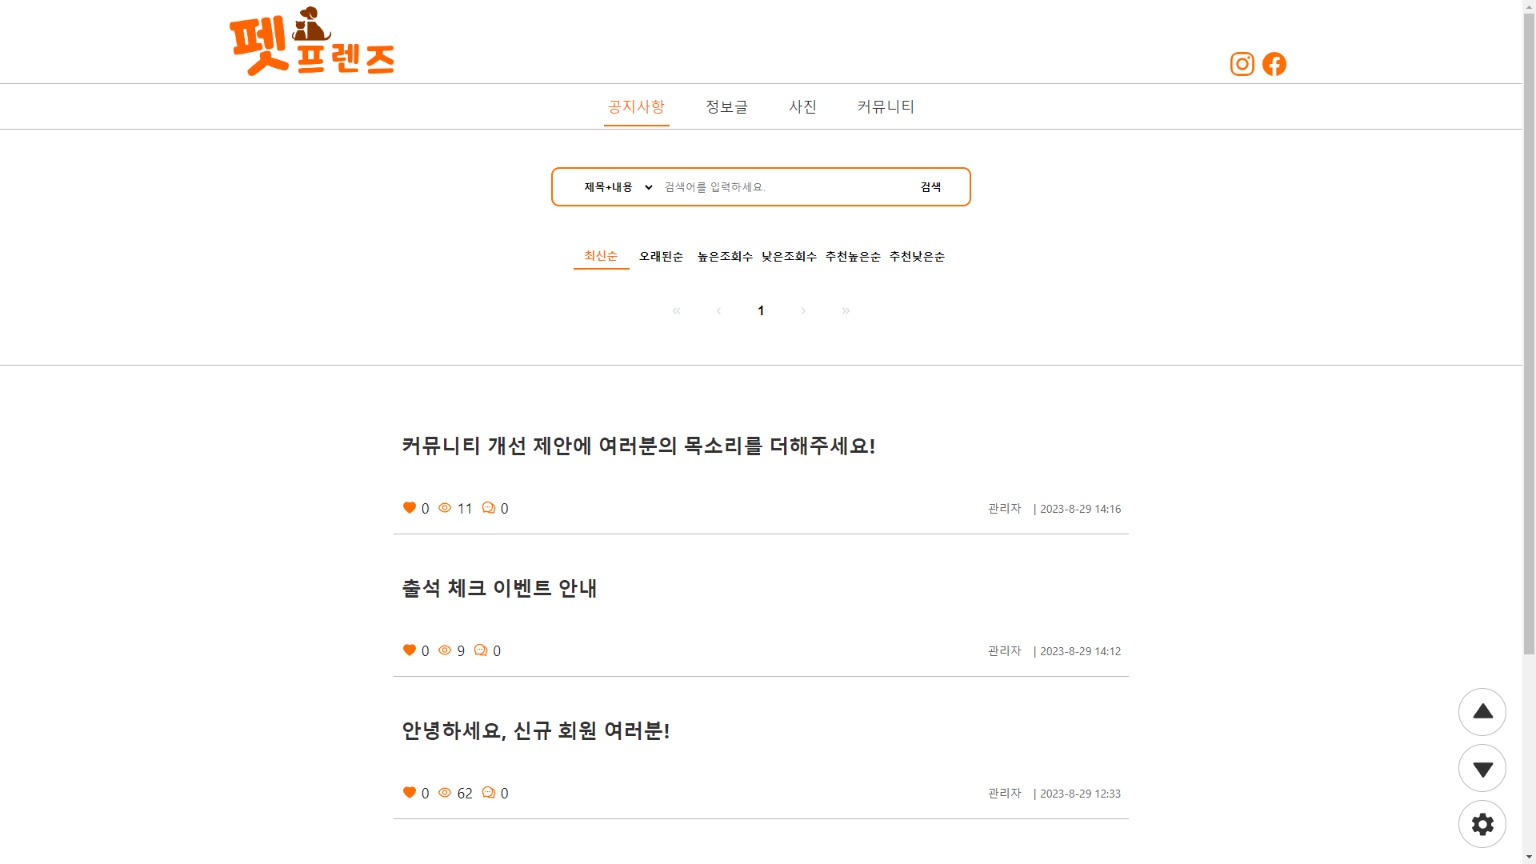 펫프렌즈
공지사항 정보글 사진 커뮤니티
제목+내용 검색어를 입력하세요. 검색
최신순 오래된순 높은조회수 낮은조회수 추천높은순 추천낮은순
« ‹ 1 › »
커뮤니티 개선 제안에 여러분의 목소리를 더해주세요!
0 11 0 관리자 | 2023-8-29 14:16
출석 체크 이벤트 안내
0 9 0 관리자 | 2023-8-29 14:12
안녕하세요, 신규 회원 여러분!
0 62 0 관리자 | 2023-8-29 12:33